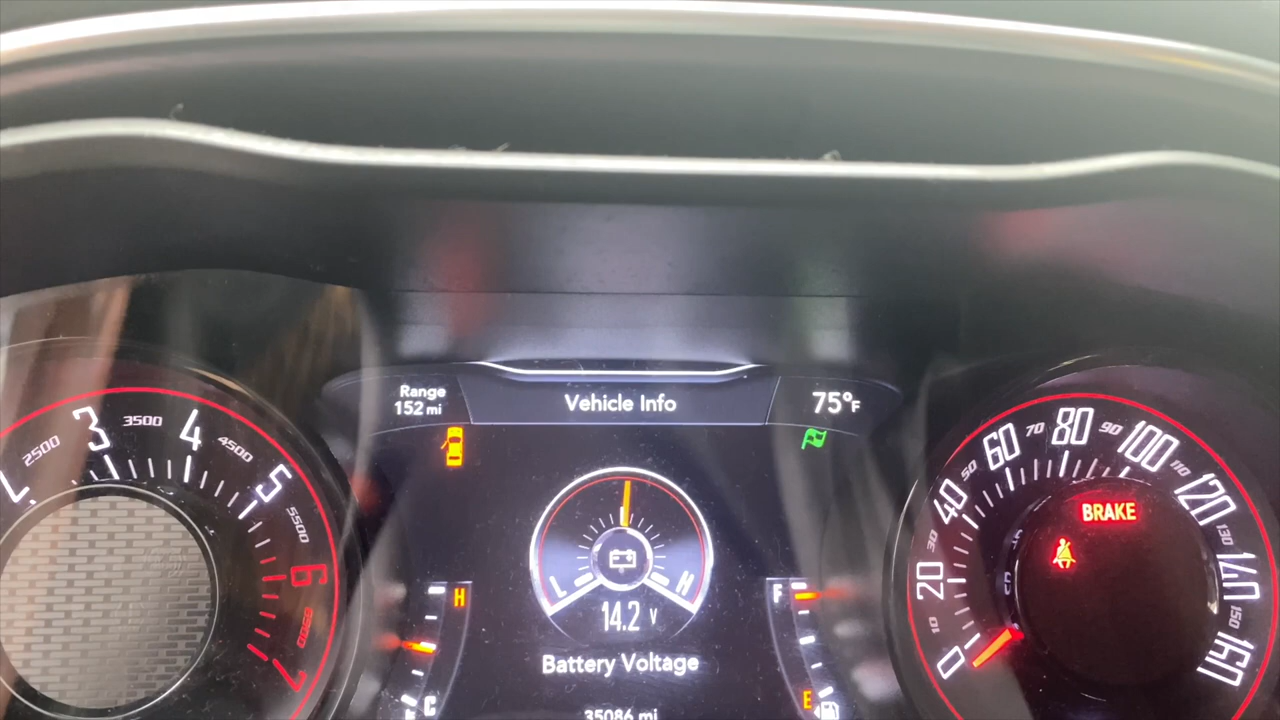 Range
152 mi
Vehicle Info
75°F
2500
3
3500
4
4500
5
5500
6
6500
7
L
H
14.2 V
Battery Voltage
35086 mi
H
C
F
E
0
10
20
30
40
50
60
70
80
90
100
110
120
130
140
150
160
BRAKE